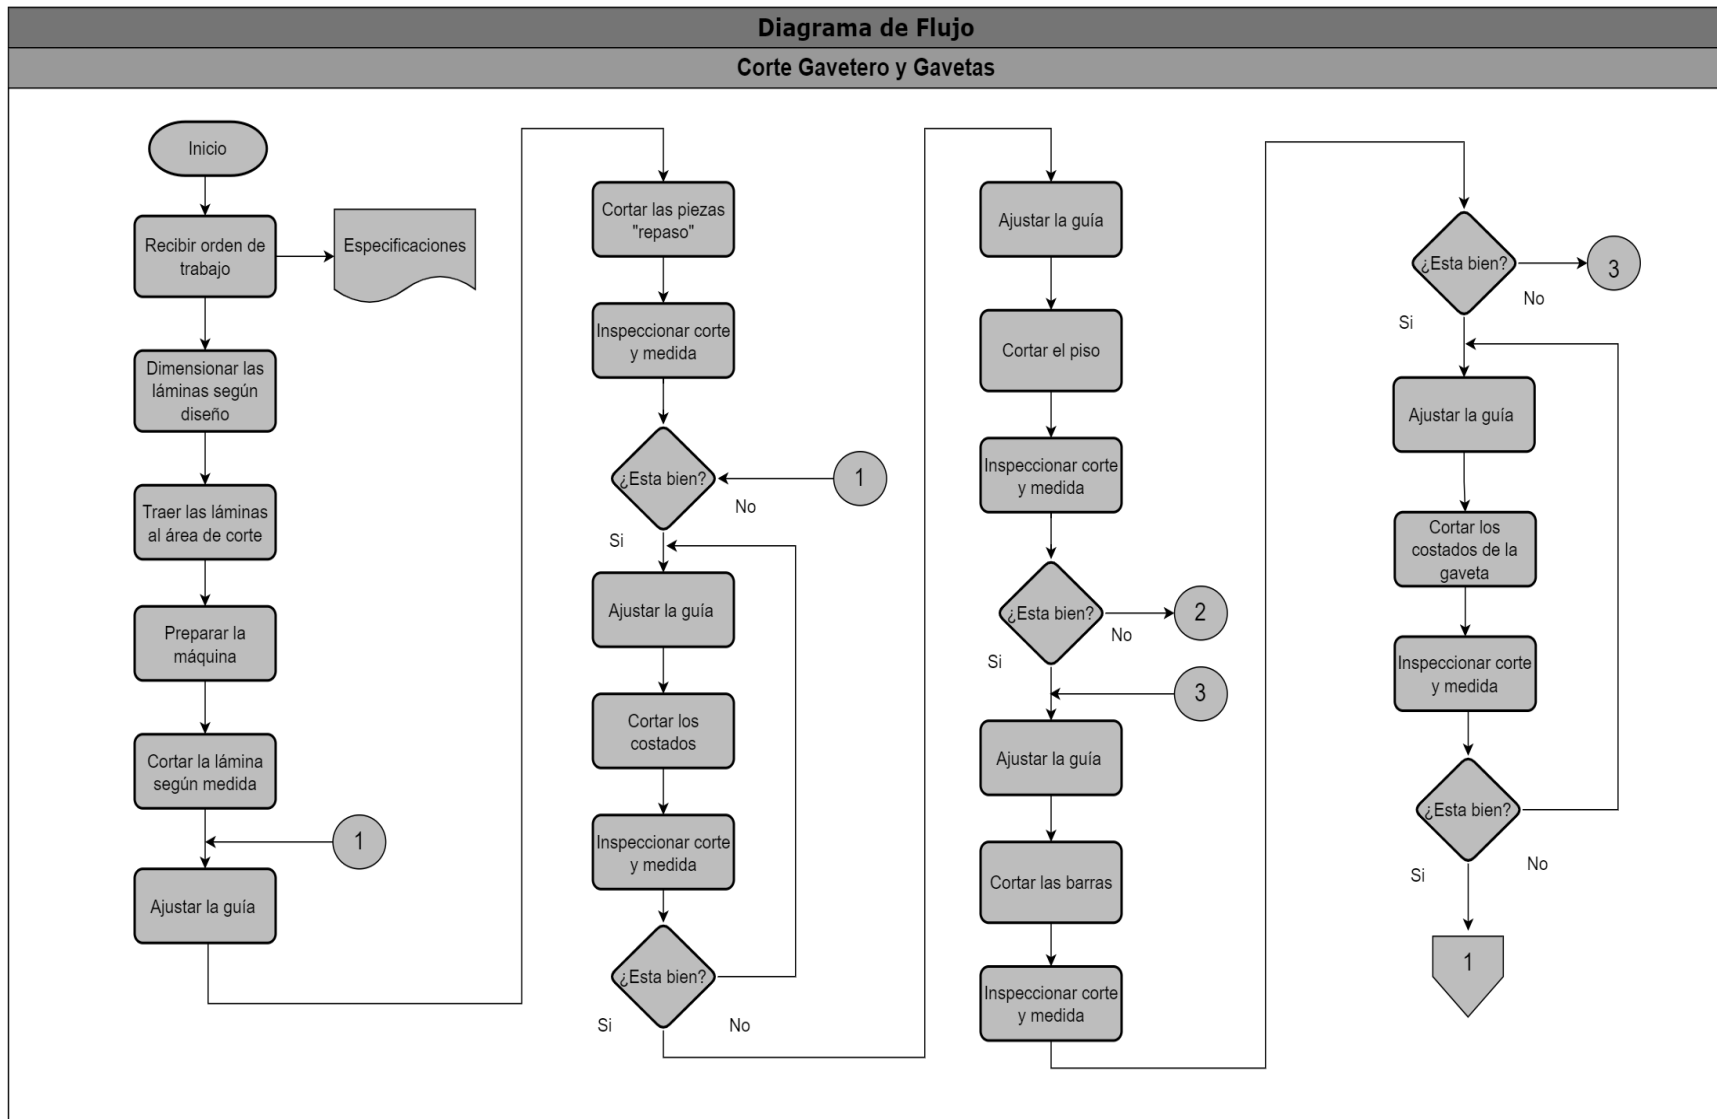 Diagrama de Flujo
Corte Gavetero y Gavetas
Inicio
Recibir orden de
trabajo
Especificaciones
Dimensionar las
láminas según
diseño
Traer las láminas
al área de corte
Preparar la
máquina
Cortar la lámina
según medida
1
Ajustar la guía
Cortar las piezas
"repaso"
Inspeccionar corte
y medida
¿Esta bien?
1
No
Si
Ajustar la guía
Cortar los
costados
Inspeccionar corte
y medida
¿Esta bien?
Si
No
Ajustar la guía
Cortar el piso
Inspeccionar corte
y medida
¿Esta bien?
2
No
Si
3
Ajustar la guía
Cortar las barras
Inspeccionar corte
y medida
¿Esta bien?
3
No
Si
Ajustar la guía
Cortar los
costados de la
gaveta
Inspeccionar corte
y medida
¿Esta bien?
No
Si
1